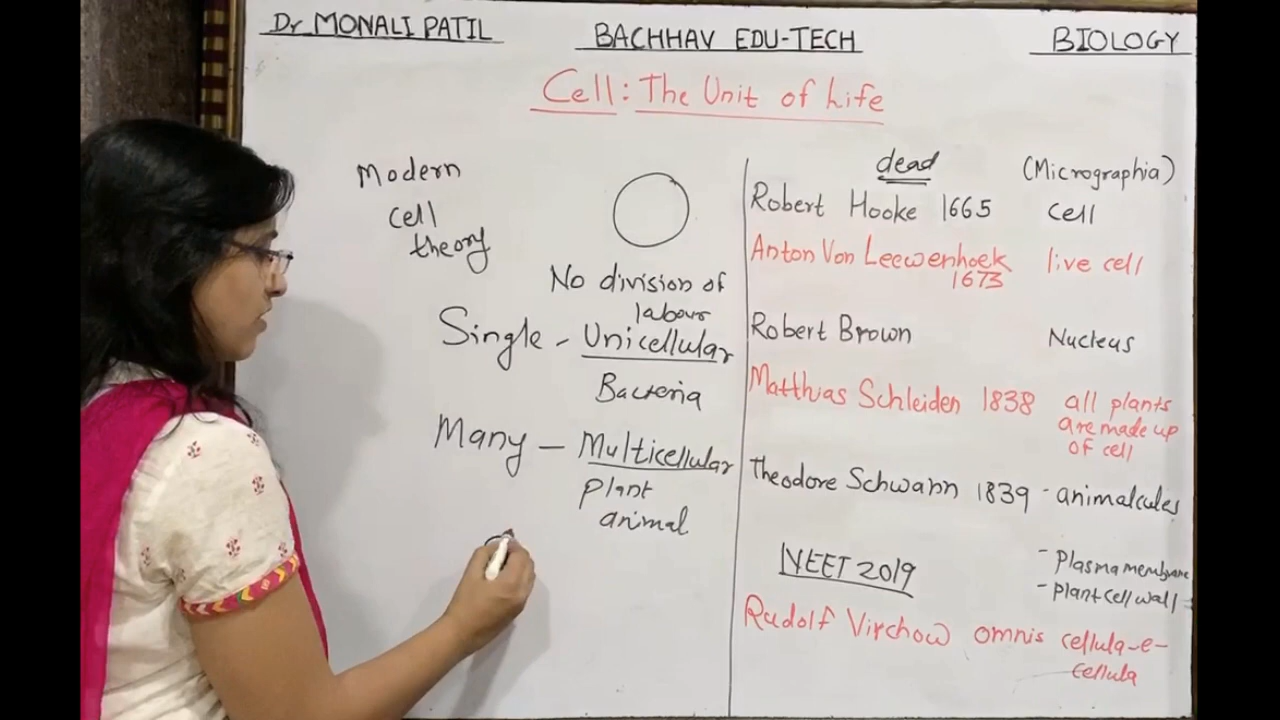 Dr MONALI PATIL
BACHHAV EDU-TECH
BIOLOGY
Cell: The Unit of Life
Modern
cell
theory
No division of
labour
Single - Unicellular
Bacteria
Many - Multicellular
plant
animal
dead (Micrographia)
Robert Hooke 1665 cell
Anton Von Leewenhoek live cell
1673
Robert Brown Nucleus
Matthias Schleiden 1838 all plants
are made up
of cell
Theodore Schwann 1839 - animalcules
NEET 2019 - Plasma membrane
- Plant cell wall
Rudolf Virchow omnis cellula-e-
cellula